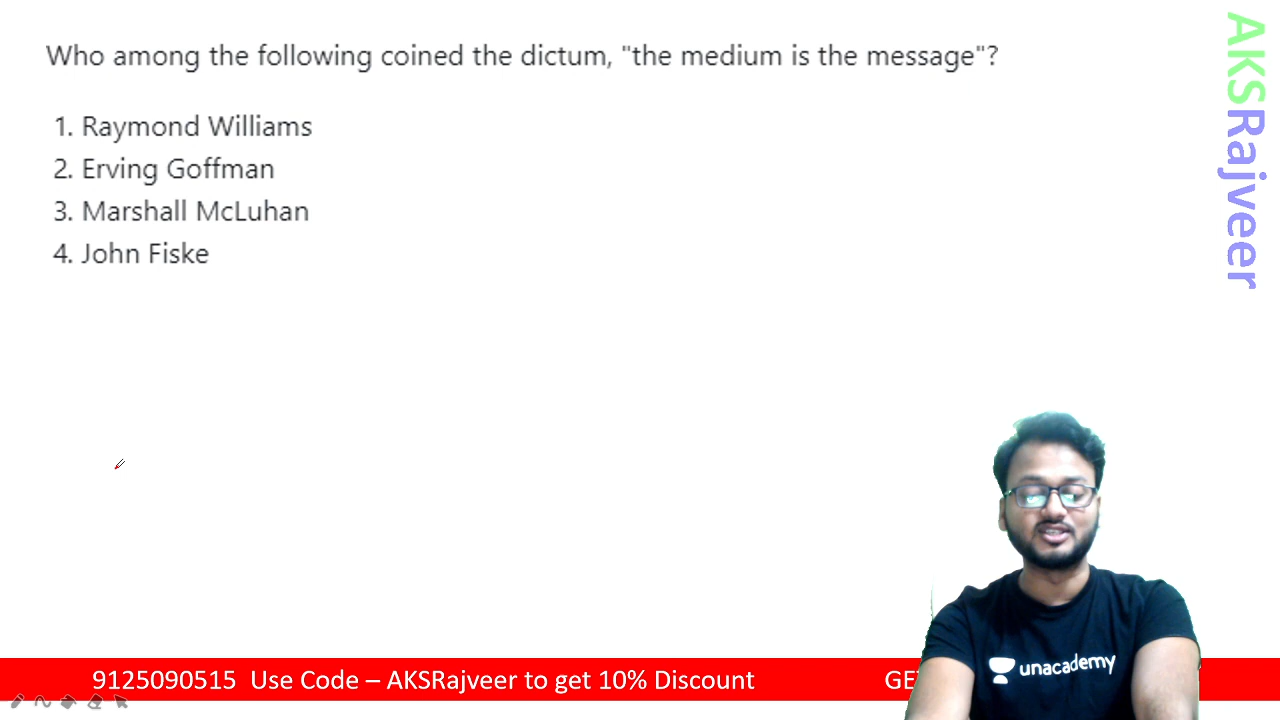 Who among the following coined the dictum, "the medium is the message"?
1. Raymond Williams
2. Erving Goffman
3. Marshall McLuhan
4. John Fiske
AKSRajveer
unacademy
9125090515 Use Code – AKSRajveer to get 10% Discount